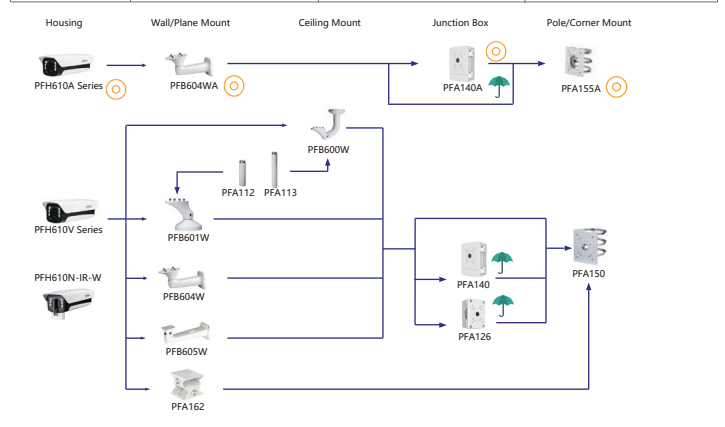 Housing
Wall/Plane Mount
Ceiling Mount
Junction Box
Pole/Corner Mount
PFH610A Series
PFB604WA
PFA140A
PFA155A
PFB600W
PFA112
PFA113
PFH610V Series
PFB601W
PFA150
PFH610N-IR-W
PFB604W
PFA140
PFA126
PFB605W
PFA162